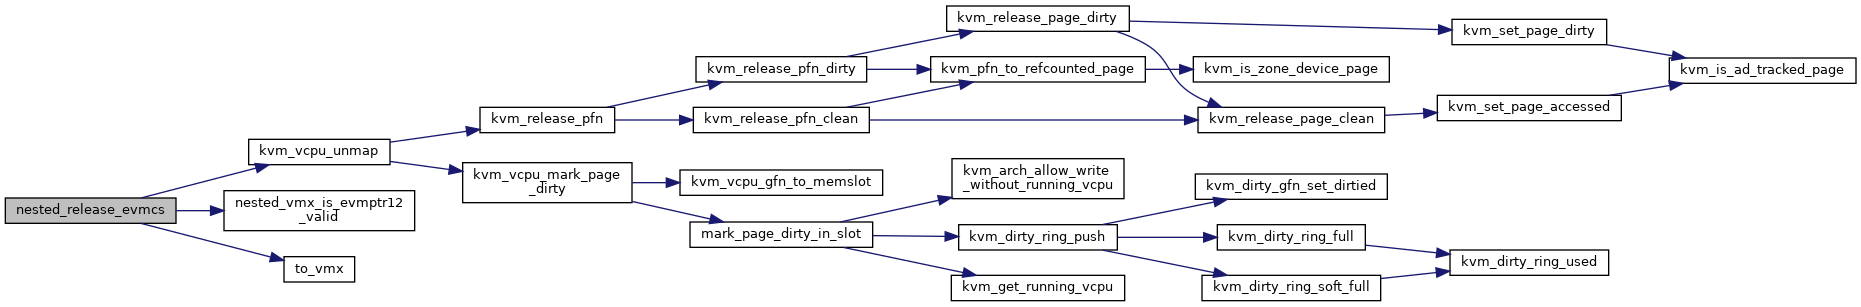 nested_release_evmcs
kvm_vcpu_unmap
nested_vmx_is_evmptr12
_valid
to_vmx
kvm_release_pfn
kvm_vcpu_mark_page
_dirty
kvm_release_pfn_dirty
kvm_release_pfn_clean
kvm_vcpu_gfn_to_memslot
mark_page_dirty_in_slot
kvm_release_page_dirty
kvm_pfn_to_refcounted_page
kvm_arch_allow_write
_without_running_vcpu
kvm_dirty_ring_push
kvm_get_running_vcpu
kvm_is_zone_device_page
kvm_release_page_clean
kvm_dirty_gfn_set_dirtied
kvm_dirty_ring_full
kvm_dirty_ring_soft_full
kvm_set_page_dirty
kvm_set_page_accessed
kvm_dirty_ring_used
kvm_is_ad_tracked_page